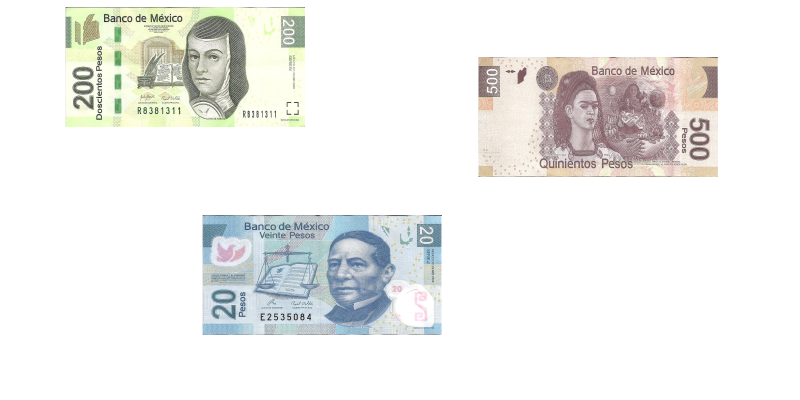 Banco de México
200
200
Doscientos Pesos
R8381311
R8381311
500
Banco de México
500
Pesos
Quinientos Pesos
Banco de México
Veinte Pesos
20
20
20
Pesos
E2535084